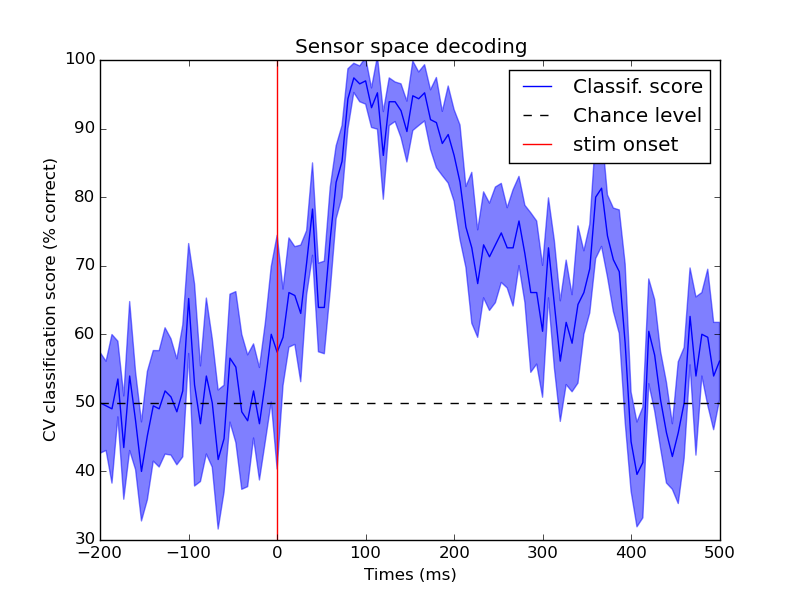 Sensor space decoding
CV classification score (% correct)
100
90
80
70
60
50
40
30
Classif. score
Chance level
stim onset
−200
−100
0
100
200
300
400
500
Times (ms)